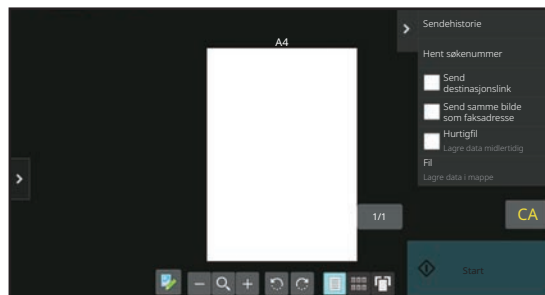 A4
Sendehistorie
Hent søkenummer
Send
destinasjonslink
Send samme bilde
som faksadresse
Hurtigfil
Lagre data midlertidig
Fil
Lagre data i mappe
1/1
CA
Start